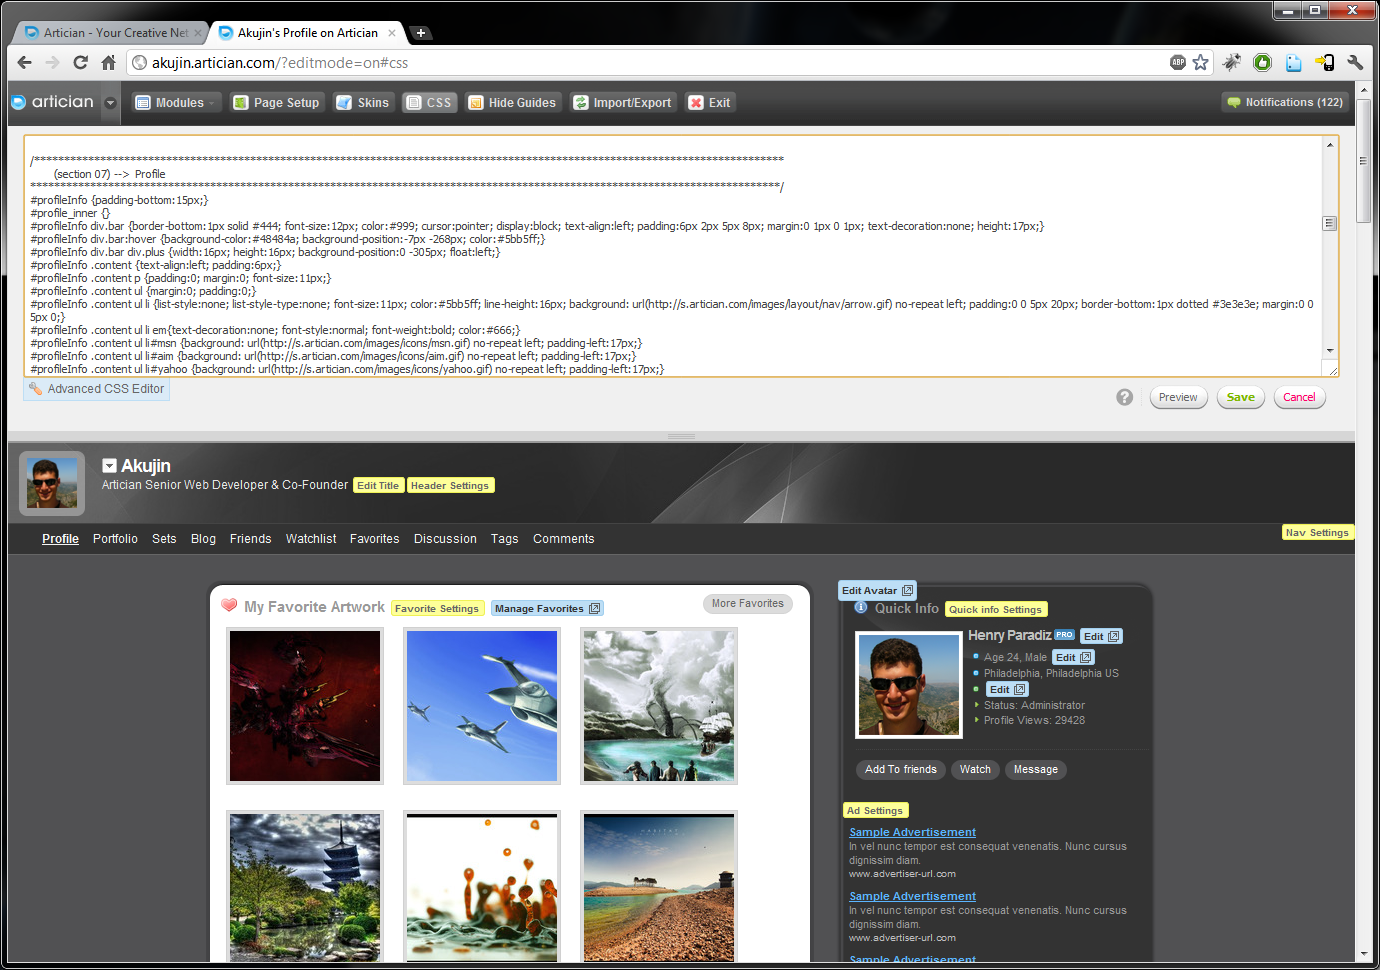 Artician - Your Creative Net
Akujin's Profile on Artician
akujin.artician.com/?editmode=on#css
ABP
artician
Modules
Page Setup
Skins
CSS
Hide Guides
Import/Export
Exit
Notifications (122)
/*****************************************************************************************************************************
(section 07) --> Profile
*****************************************************************************************************************************/
#profileInfo {padding-bottom:15px;}
#profile_inner {}
#profileInfo div.bar {border-bottom:1px solid #444; font-size:12px; color:#999; cursor:pointer; display:block; text-align:left; padding:6px 2px 5px 8px; margin:0 1px 0 1px; text-decoration:none; height:17px;}
#profileInfo div.bar:hover {background-color:#48484a; background-position:-7px -268px; color:#5bb5ff;}
#profileInfo div.bar div.plus {width:16px; height:16px; background-position:0 -305px; float:left;}
#profileInfo .content {text-align:left; padding:6px;}
#profileInfo .content p {padding:0; margin:0; font-size:11px;}
#profileInfo .content ul {margin:0; padding:0;}
#profileInfo .content ul li {list-style:none; list-style-type:none; font-size:11px; color:#5bb5ff; line-height:16px; background: url(http://s.artician.com/images/layout/nav/arrow.gif) no-repeat left; padding:0 0 5px 20px; border-bottom:1px dotted #3e3e3e; margin:0 0
5px 0;}
#profileInfo .content ul li em{text-decoration:none; font-style:normal; font-weight:bold; color:#666;}
#profileInfo .content ul li#msn {background: url(http://s.artician.com/images/icons/msn.gif) no-repeat left; padding-left:17px;}
#profileInfo .content ul li#aim {background: url(http://s.artician.com/images/icons/aim.gif) no-repeat left; padding-left:17px;}
#profileInfo .content ul li#yahoo {background: url(http://s.artician.com/images/icons/yahoo.gif) no-repeat left; padding-left:17px;}
Advanced CSS Editor
?
Preview
Save
Cancel
Akujin
Artician Senior Web Developer & Co-Founder
Edit Title
Header Settings
Profile
Portfolio
Sets
Blog
Friends
Watchlist
Favorites
Discussion
Tags
Comments
Nav Settings
My Favorite Artwork
Favorite Settings
Manage Favorites
More Favorites
Edit Avatar
Quick Info
Quick info Settings
Henry Paradiz
PRO
Edit
Age 24, Male
Edit
Philadelphia, Philadelphia US
Edit
Status: Administrator
Profile Views: 29428
Add To friends
Watch
Message
Ad Settings
Sample Advertisement
In vel nunc tempor est consequat venenatis. Nunc cursus
dignissim diam.
www.advertiser-url.com
Sample Advertisement
In vel nunc tempor est consequat venenatis. Nunc cursus
dignissim diam.
www.advertiser-url.com
Sample Advertisement